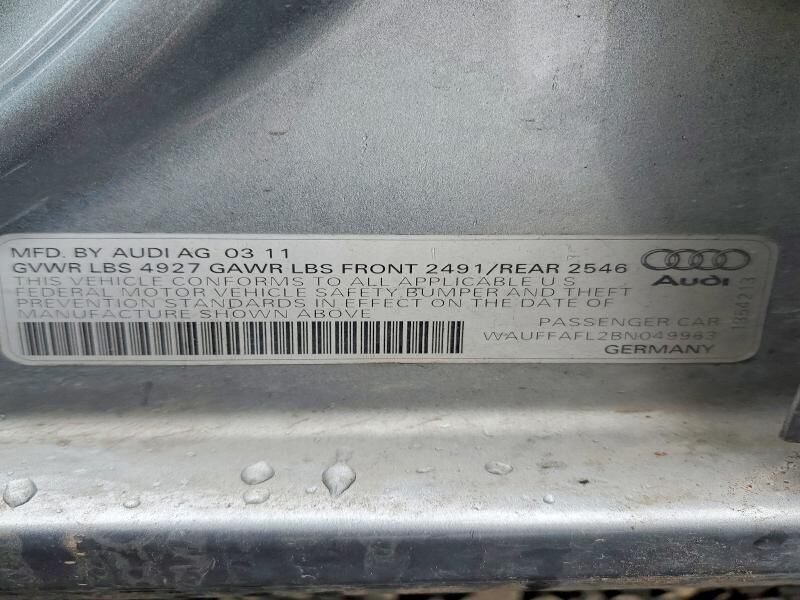 MFD. BY AUDI AG 03 11
GVWR LBS 4927 GAWR LBS FRONT 2491/REAR 2546
THIS VEHICLE CONFORMS TO ALL APPLICABLE U S
FEDERAL MOTOR VEHICLE SAFETY, BUMPER AND THEFT
PREVENTION STANDARDS IN EFFECT ON THE DATE OF
MANUFACTURE SHOWN ABOVE
Audi
PASSENGER CAR
WAUFFAFL2BN049963
GERMANY